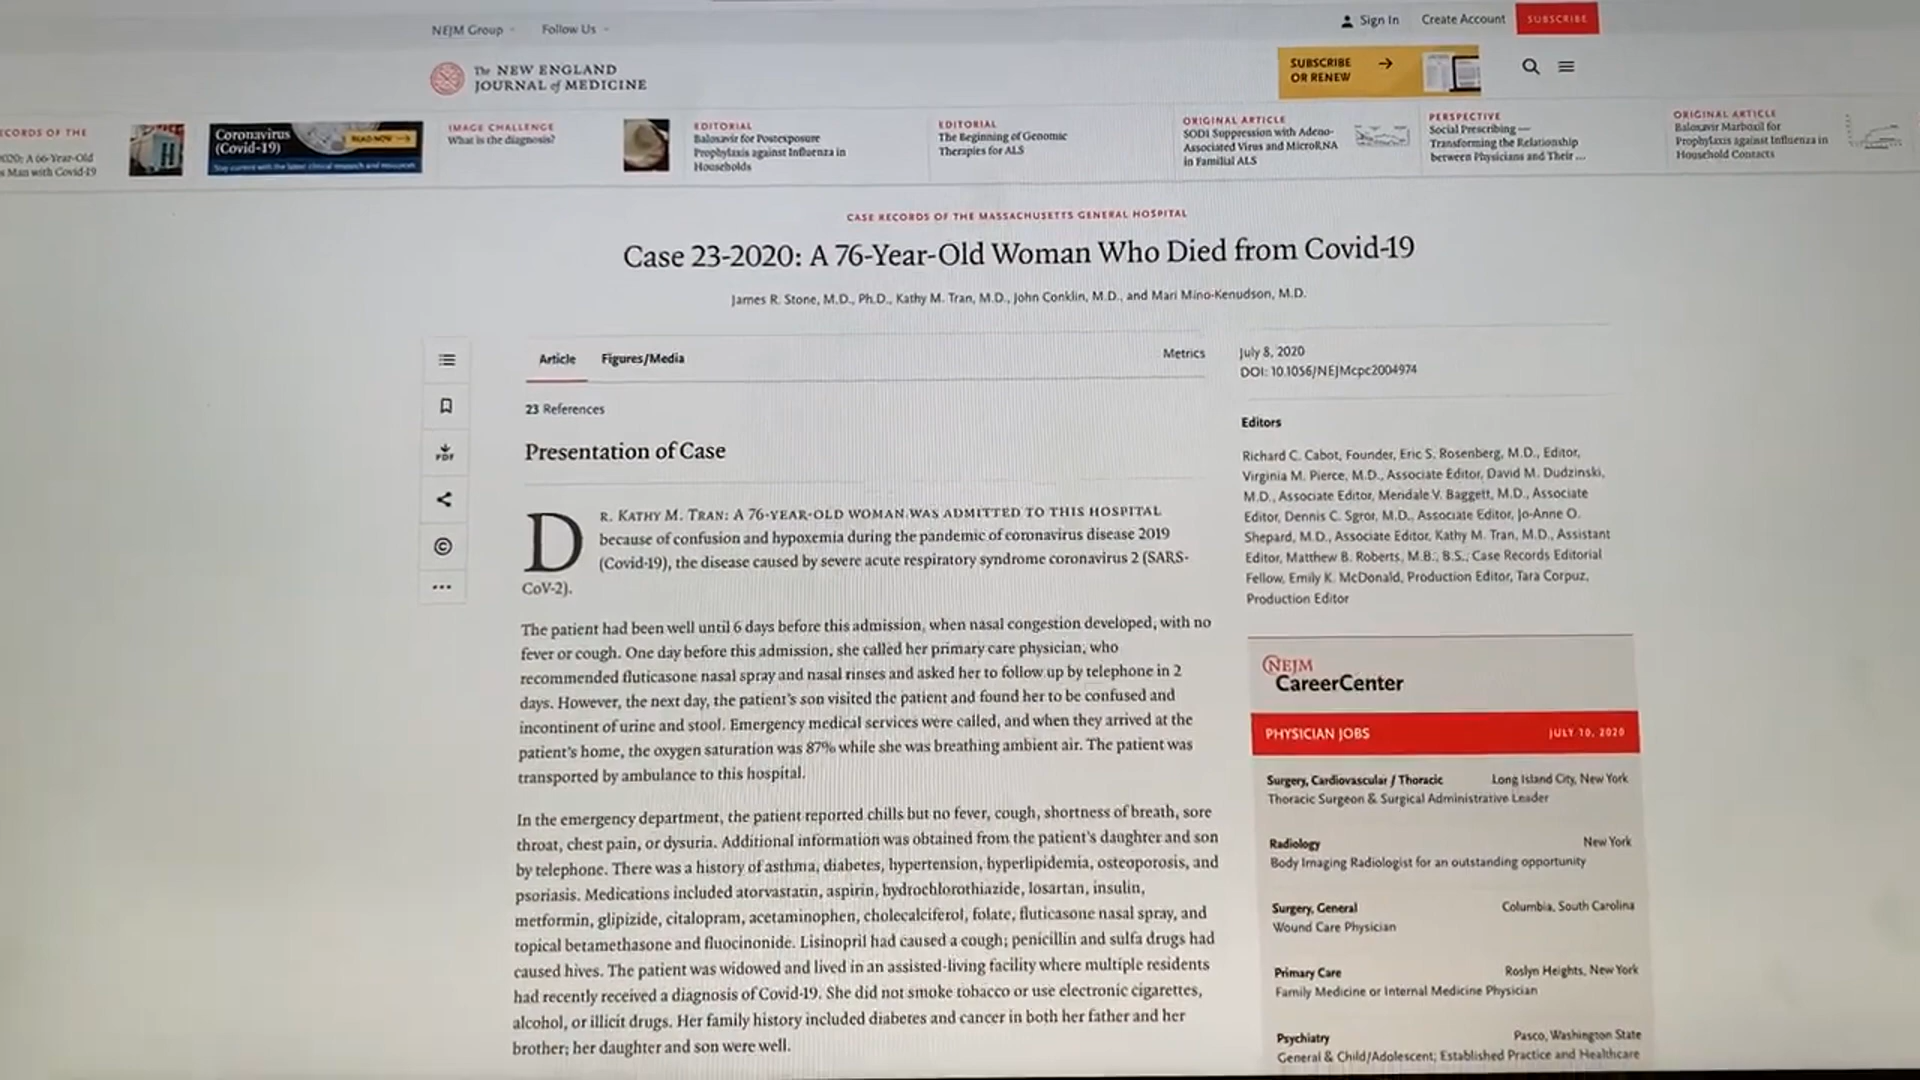 NEJM Group
Follow Us
Sign In
Create Account
SUBSCRIBE
The NEW ENGLAND
JOURNAL of MEDICINE
SUBSCRIBE
OR RENEW
ECORDS OF THE
2020: A 66-Year-Old
s Man with Covid-19
Coronavirus
(Covid-19)
READ NOW
Stay current with the latest clinical research and resources
IMAGE CHALLENGE
What is the diagnosis?
EDITORIAL
Baloxavir for Postexposure
Prophylaxis against Influenza in
Households
EDITORIAL
The Beginning of Genomic
Therapies for ALS
ORIGINAL ARTICLE
SOD1 Suppression with Adeno-
Associated Virus and MicroRNA
in Familial ALS
PERSPECTIVE
Social Prescribing —
Transforming the Relationship
between Physicians and Their ...
ORIGINAL ARTICLE
Baloxavir Marboxil for
Prophylaxis against Influenza in
Household Contacts
CASE RECORDS OF THE MASSACHUSETTS GENERAL HOSPITAL
Case 23-2020: A 76-Year-Old Woman Who Died from Covid-19
James R. Stone, M.D., Ph.D., Kathy M. Tran, M.D., John Conklin, M.D., and Mari Mino-Kenudson, M.D.
Article
Figures/Media
Metrics
23 References
Presentation of Case
DR. KATHY M. TRAN: A 76-YEAR-OLD WOMAN WAS ADMITTED TO THIS HOSPITAL
because of confusion and hypoxemia during the pandemic of coronavirus disease 2019
(Covid-19), the disease caused by severe acute respiratory syndrome coronavirus 2 (SARS-
CoV-2).
The patient had been well until 6 days before this admission, when nasal congestion developed, with no
fever or cough. One day before this admission, she called her primary care physician, who
recommended fluticasone nasal spray and nasal rinses and asked her to follow up by telephone in 2
days. However, the next day, the patient's son visited the patient and found her to be confused and
incontinent of urine and stool. Emergency medical services were called, and when they arrived at the
patient's home, the oxygen saturation was 87% while she was breathing ambient air. The patient was
transported by ambulance to this hospital.
In the emergency department, the patient reported chills but no fever, cough, shortness of breath, sore
throat, chest pain, or dysuria. Additional information was obtained from the patient's daughter and son
by telephone. There was a history of asthma, diabetes, hypertension, hyperlipidemia, osteoporosis, and
psoriasis. Medications included atorvastatin, aspirin, hydrochlorothiazide, losartan, insulin,
metformin, glipizide, citalopram, acetaminophen, cholecalciferol, folate, fluticasone nasal spray, and
topical betamethasone and fluocinonide. Lisinopril had caused a cough; penicillin and sulfa drugs had
caused hives. The patient was widowed and lived in an assisted-living facility where multiple residents
had recently received a diagnosis of Covid-19. She did not smoke tobacco or use electronic cigarettes,
alcohol, or illicit drugs. Her family history included diabetes and cancer in both her father and her
brother; her daughter and son were well.
PDF
July 8, 2020
DOI: 10.1056/NEJMcpc2004974
Editors
Richard C. Cabot, Founder, Eric S. Rosenberg, M.D., Editor,
Virginia M. Pierce, M.D., Associate Editor, David M. Dudzinski,
M.D., Associate Editor, Meridale V. Baggett, M.D., Associate
Editor, Dennis C. Sgroi, M.D., Associate Editor, Jo-Anne O.
Shepard, M.D., Associate Editor, Kathy M. Tran, M.D., Assistant
Editor, Matthew B. Roberts, M.B., B.S., Case Records Editorial
Fellow, Emily K. McDonald, Production Editor, Tara Corpuz,
Production Editor
NEJM
CareerCenter
PHYSICIAN JOBS
JULY 10, 2020
Surgery, Cardiovascular / Thoracic
Long Island City, New York
Thoracic Surgeon & Surgical Administrative Leader
Radiology
New York
Body Imaging Radiologist for an outstanding opportunity
Surgery, General
Columbia, South Carolina
Wound Care Physician
Primary Care
Roslyn Heights, New York
Family Medicine or Internal Medicine Physician
Psychiatry
Pasco, Washington State
General & Child/Adolescent; Established Practice and Healthcare